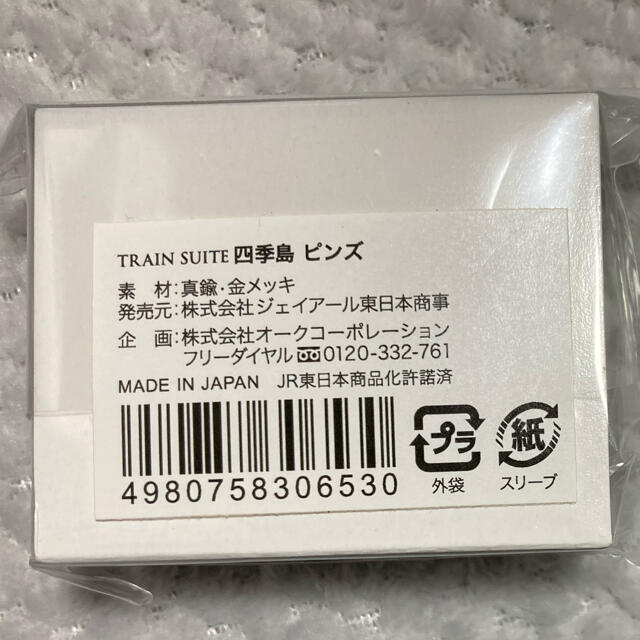 TRAIN SUITE 四季島 ピンズ
素　材：真鍮・金メッキ
発売元：株式会社ジェイアール東日本商事
企　画：株式会社オークコーポレーション
フリーダイヤル 0120-332-761
MADE IN JAPAN　JR東日本商品化許諾済
4980758306530
プラ
外袋
紙
スリーブ